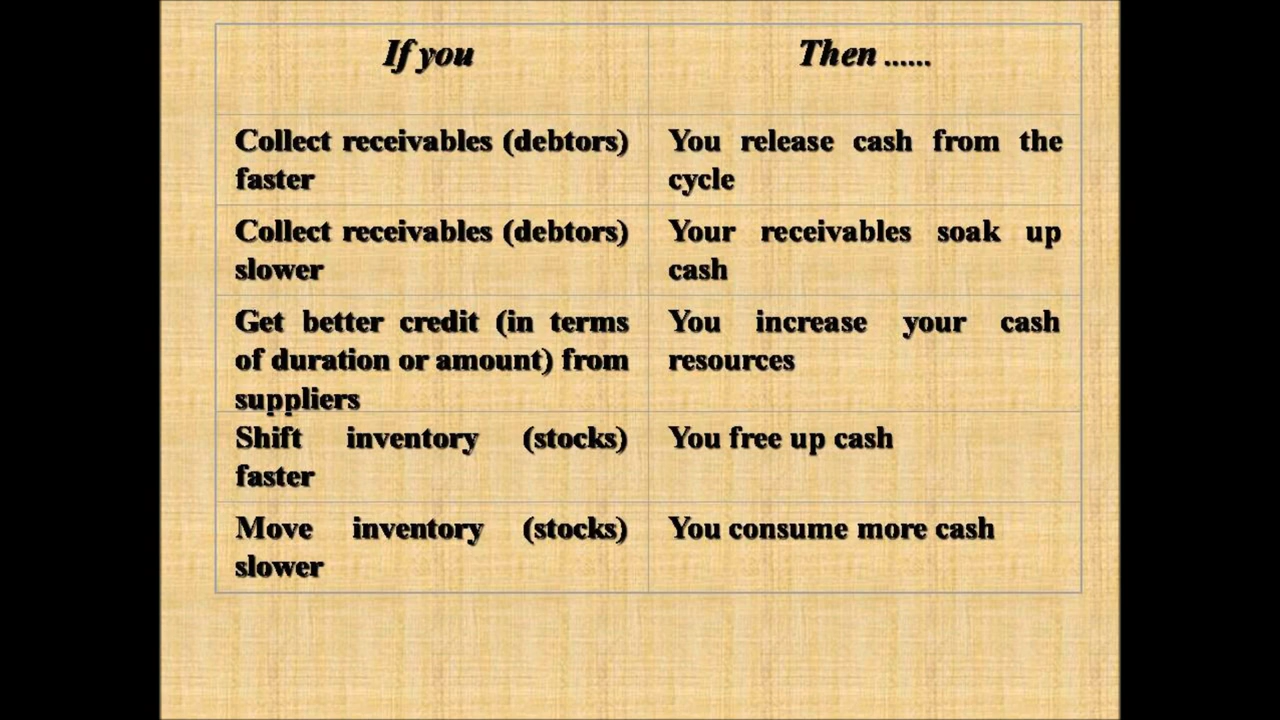 If you
Then ......
Collect receivables (debtors)
faster
You release cash from the
cycle
Collect receivables (debtors)
slower
Your receivables soak up
cash
Get better credit (in terms
of duration or amount) from
suppliers
You increase your cash
resources
Shift inventory (stocks)
faster
You free up cash
Move inventory (stocks)
slower
You consume more cash